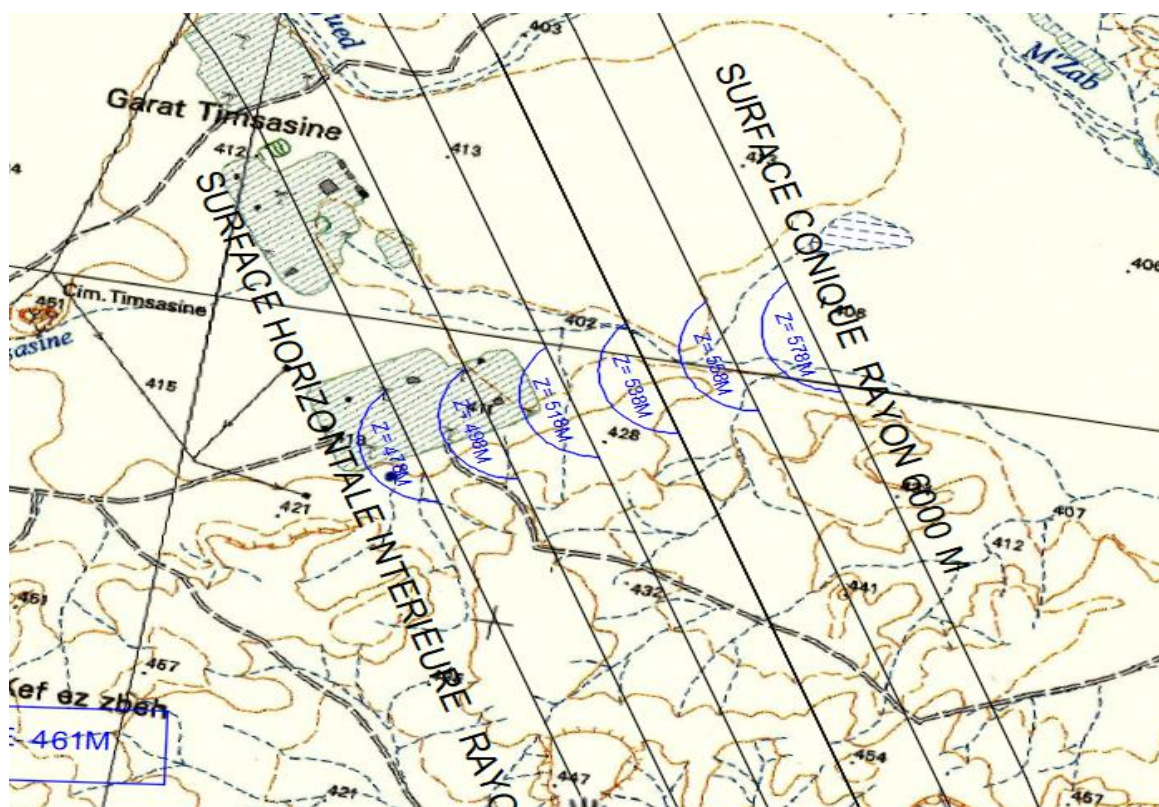 Oued
403
M'Zab
Garat Timsasine
412
413
SURFACE CONIQUE RAYON 6000 M
SURFACE HORIZONTALE INTERIEURE RAYO
406
461
Cim. Timsasine
408
402
sasine
Z= 578M
Z= 558M
Z= 538M
Z= 518M
Z= 498M
Z= 478M
415
428
421
407
412
441
432
451
457
Kef ez zbeh
E 461M
447
454
421
457